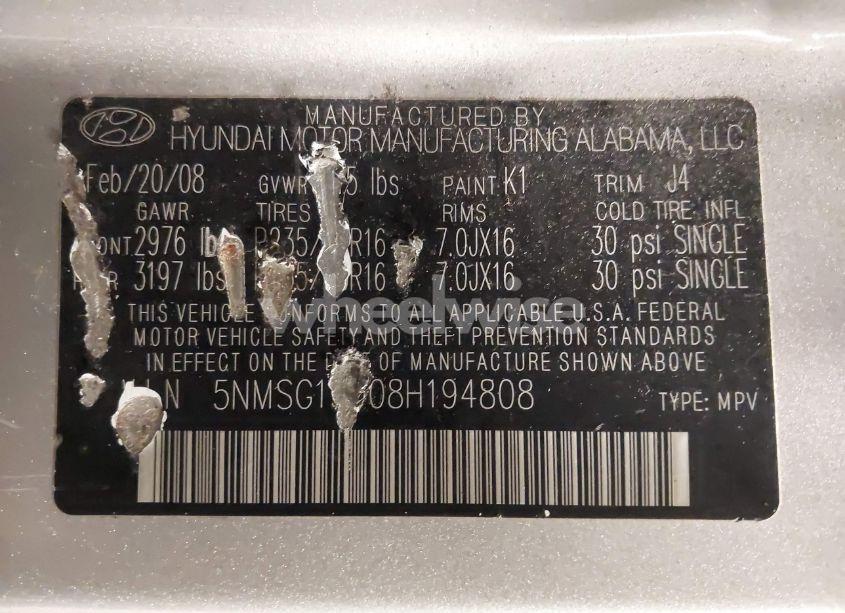 MANUFACTURED BY
HYUNDAI MOTOR MANUFACTURING ALABAMA, LLC
Feb/20/08 GVWR lbs PAINT K1 TRIM J4
GAWR TIRES RIMS COLD TIRE INFL
2976 7.0JX16 30 psi SINGLE
3197 lbs 7.0JX16 30 psi SINGLE
THIS VEHICLE CONFORMS TO ALL APPLICABLE U.S.A. FEDERAL
MOTOR VEHICLE SAFETY AND THEFT PREVENTION STANDARDS
IN EFFECT ON THE OF MANUFACTURE SHOWN ABOVE
TYPE: MPV
wheelwise